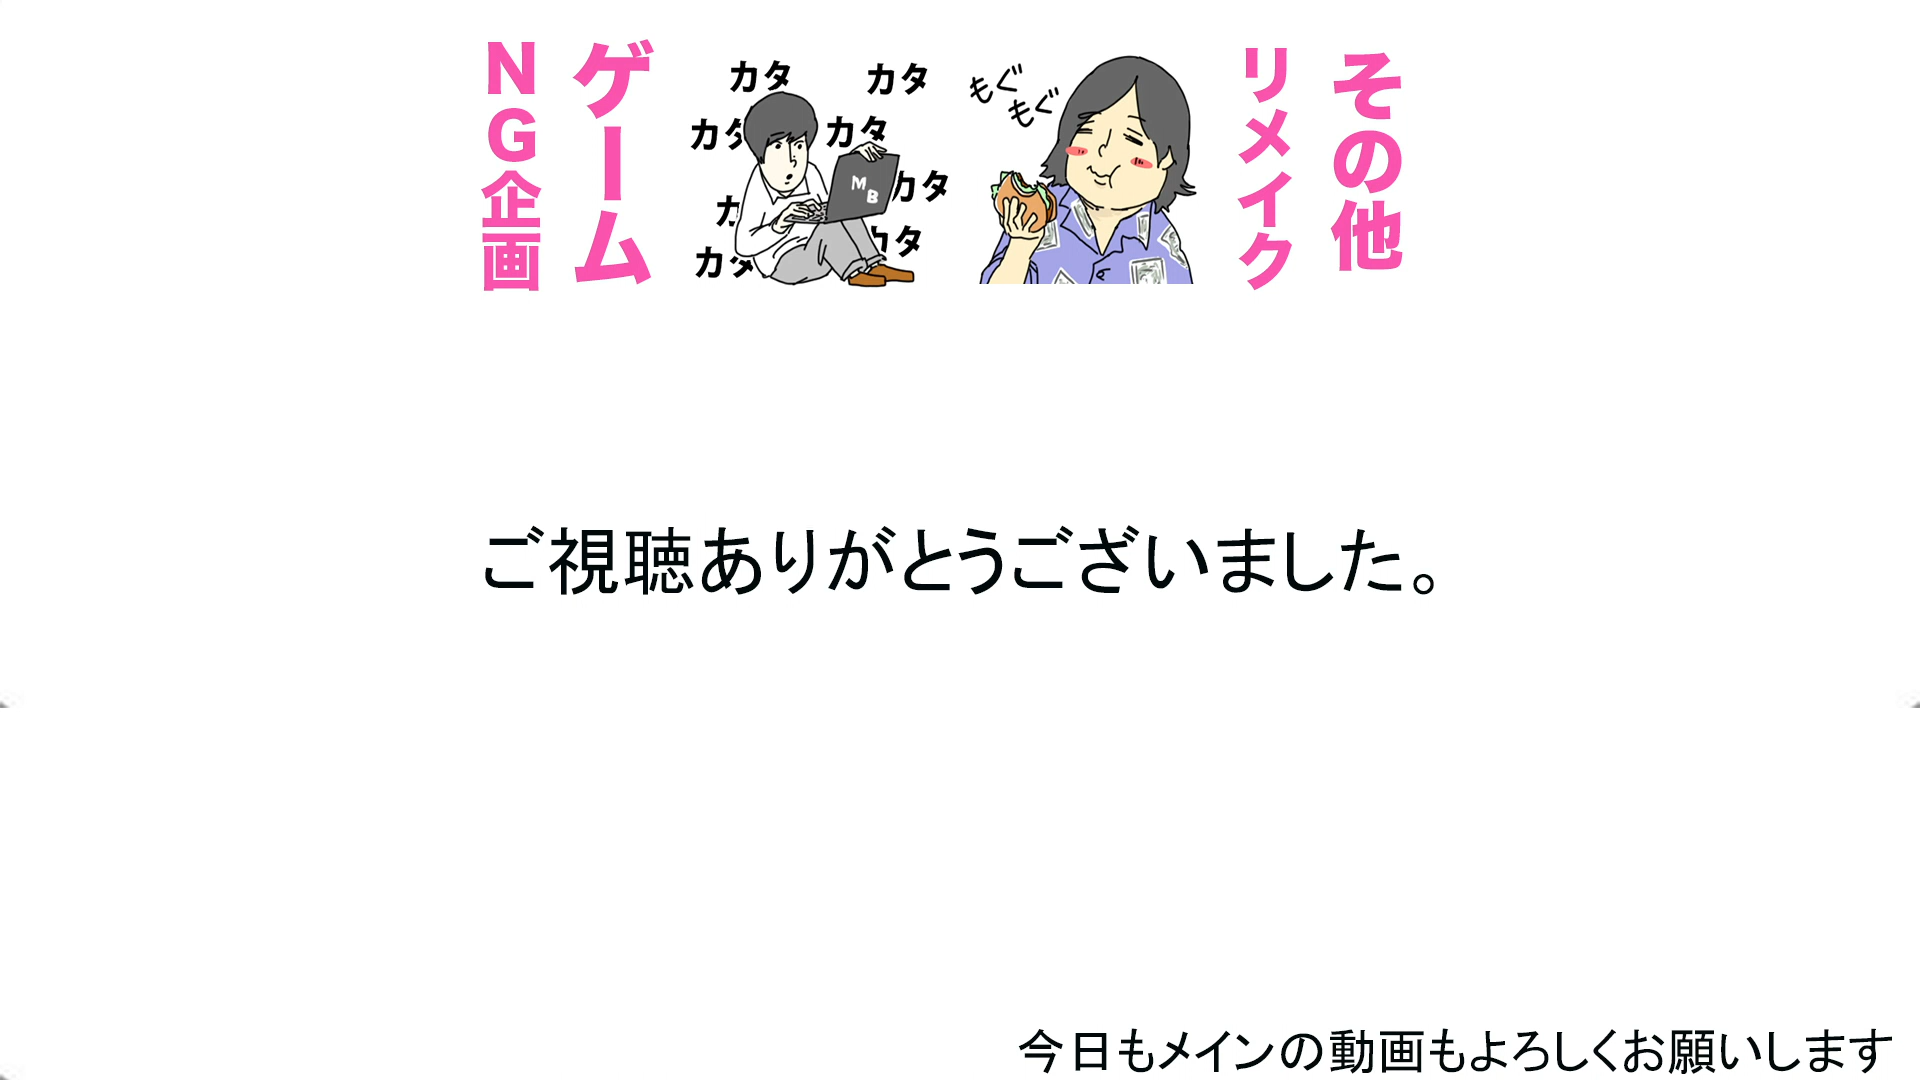 ゲーム
NG企画
カタ
カタ
カタ
カタ
カタ
カタ
カタ
カ
M
B
もぐ
もぐ
その他
リメイク
ご視聴ありがとうございました。
今日もメインの動画もよろしくお願いします